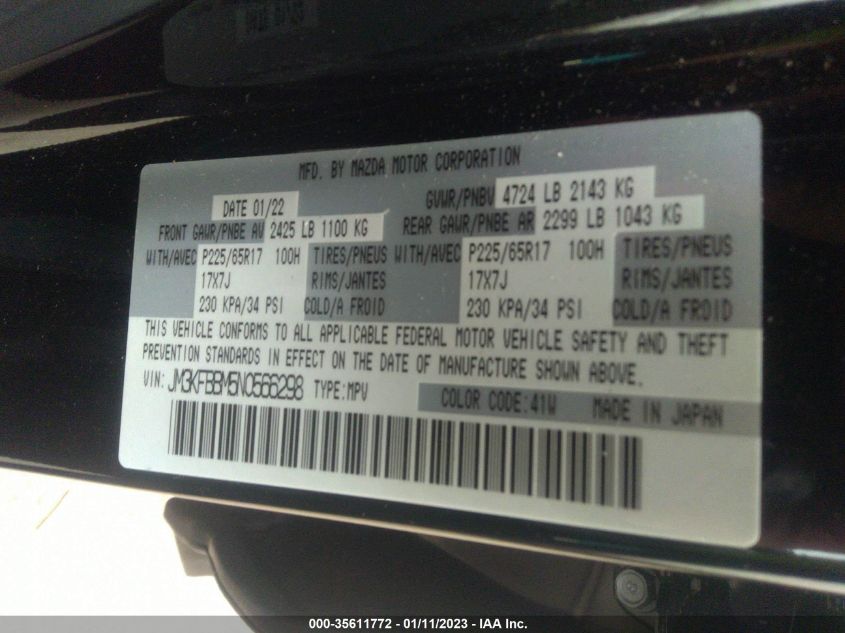 MFD. BY MAZDA MOTOR CORPORATION
DATE 01/22 GVWR/PNBV 4724 LB 2143 KG
FRONT GAWR/PNBE AV 2425 LB 1100 KG REAR GAWR/PNBE AR 2299 LB 1043 KG
WITH/AVEC P225/65R17 100H TIRES/PNEUS WITH/AVEC P225/65R17 100H TIRES/PNEUS
17X7J RIMS/JANTES 17X7J RIMS/JANTES
230 KPA/34 PSI COLD/A FROID 230 KPA/34 PSI COLD/A FROID
THIS VEHICLE CONFORMS TO ALL APPLICABLE FEDERAL MOTOR VEHICLE SAFETY AND THEFT
PREVENTION STANDARDS IN EFFECT ON THE DATE OF MANUFACTURE SHOWN ABOVE.
VIN: JM3KFBBM5N0566298 TYPE:MPV COLOR CODE:41W MADE IN JAPAN
000-35611772 - 01/11/2023 - IAA Inc.